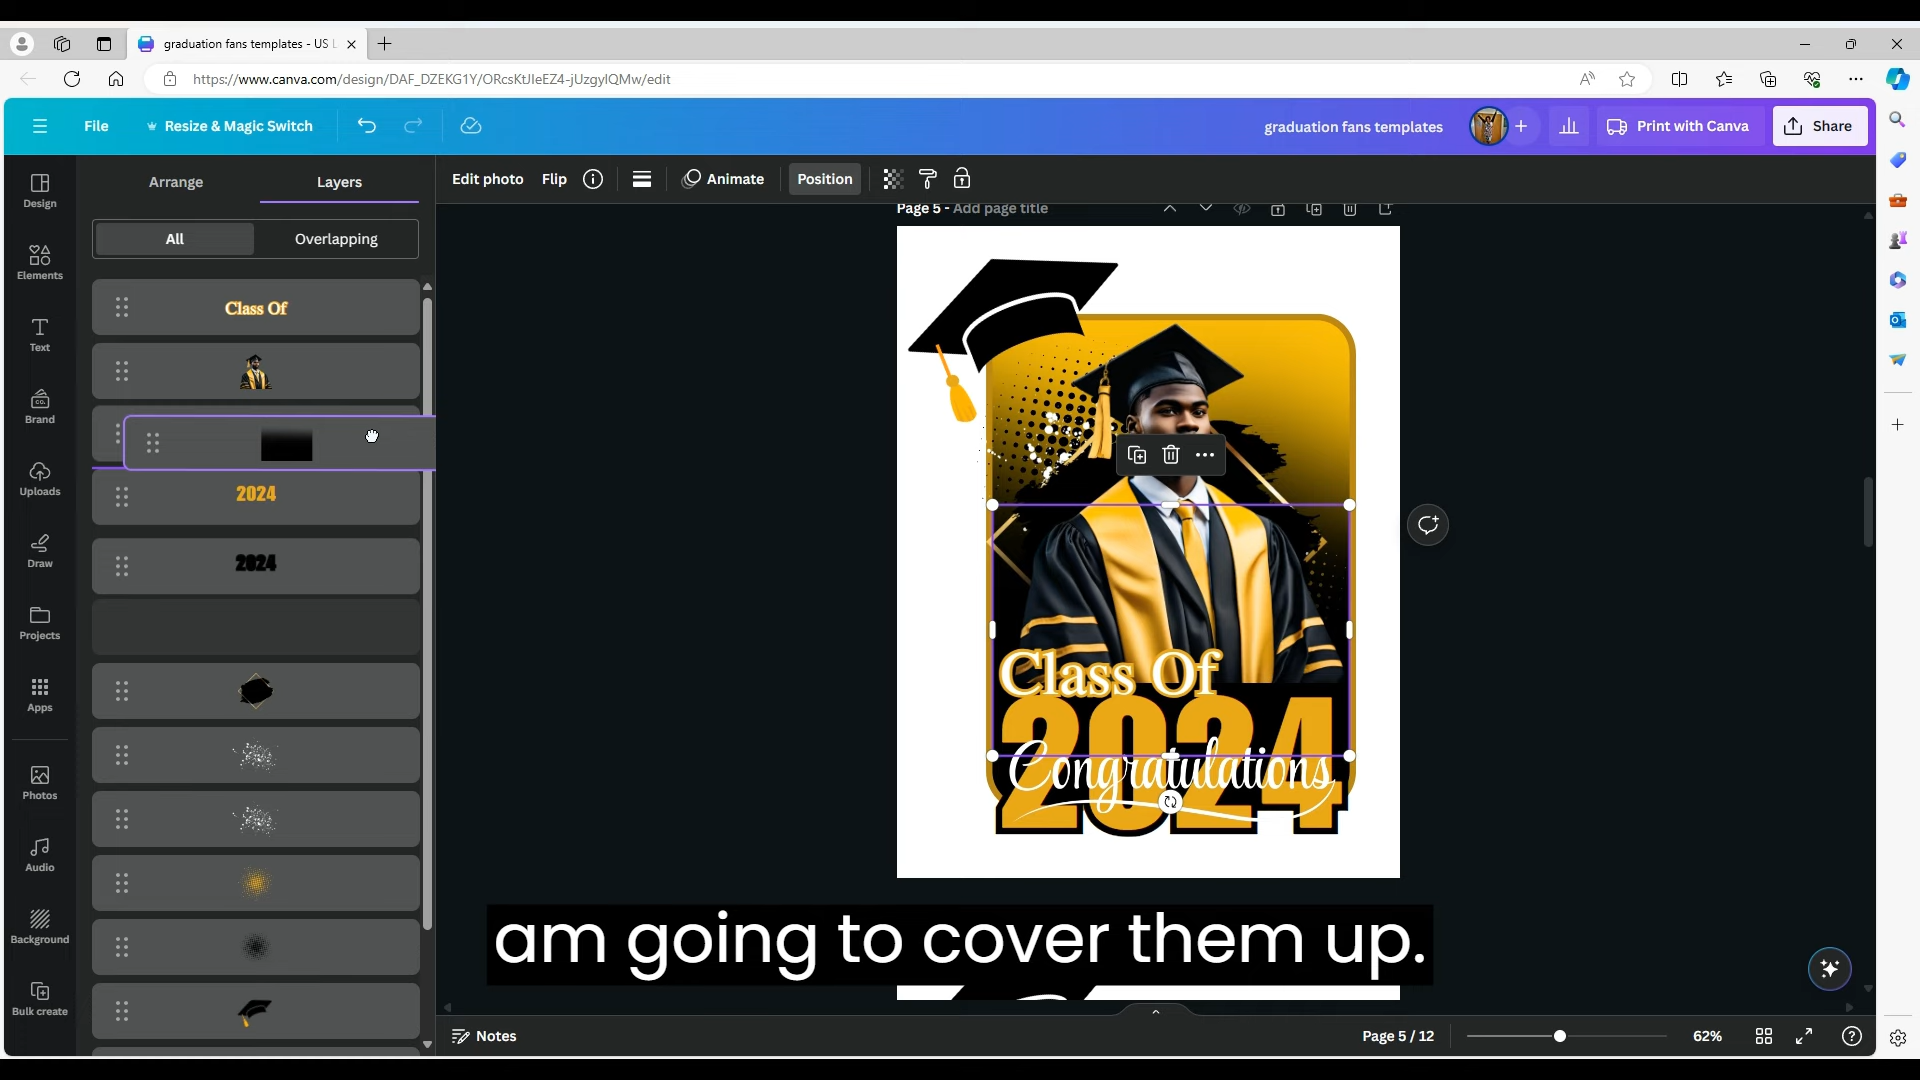 graduation fans templates - US L
https://www.canva.com/design/DAF_DZEKG1Y/ORcsKtJIeEZ4-jUzgyIQMw/edit
File
Resize & Magic Switch
graduation fans templates
Print with Canva
Share
Arrange
Layers
Edit photo
Flip
Animate
Position
Design
All
Overlapping
Page 5 - Add page title
Elements
Class Of
Text
Brand
CO.
Uploads
2024
Draw
2024
Projects
Apps
Photos
Audio
Background
Bulk create
Class Of
2024
Congratulations
am going to cover them up.
Notes
Page 5 / 12
62%